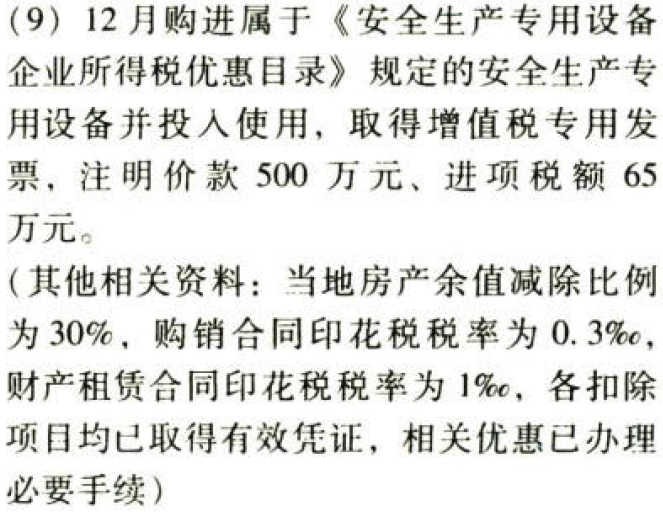 (9) 12月购进属于《安全生产专用设备
企业所得税优惠目录》规定的安全生产专
用设备并投入使用，取得增值税专用发
票，注明价款 500 万元、进项税额 65
万元。
(其他相关资料：当地房产余值减除比例
为30%，购销合同印花税税率为 0.3‰，
财产租赁合同印花税税率为1‰，各扣除
项目均已取得有效凭证，相关优惠已办理
必要手续)